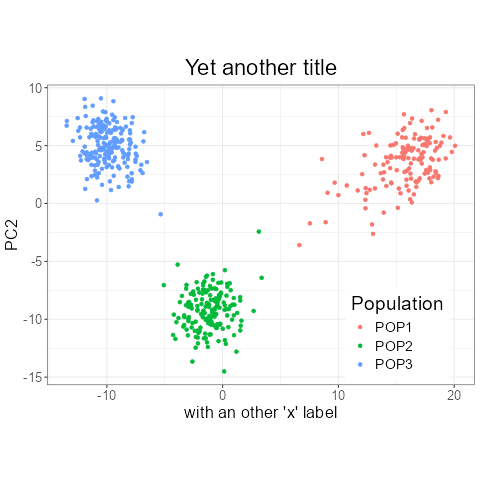 Yet another title
10
5
0
-5
-10
-15
PC2
Population
POP1
POP2
POP3
-10
0
10
20
with an other 'x' label